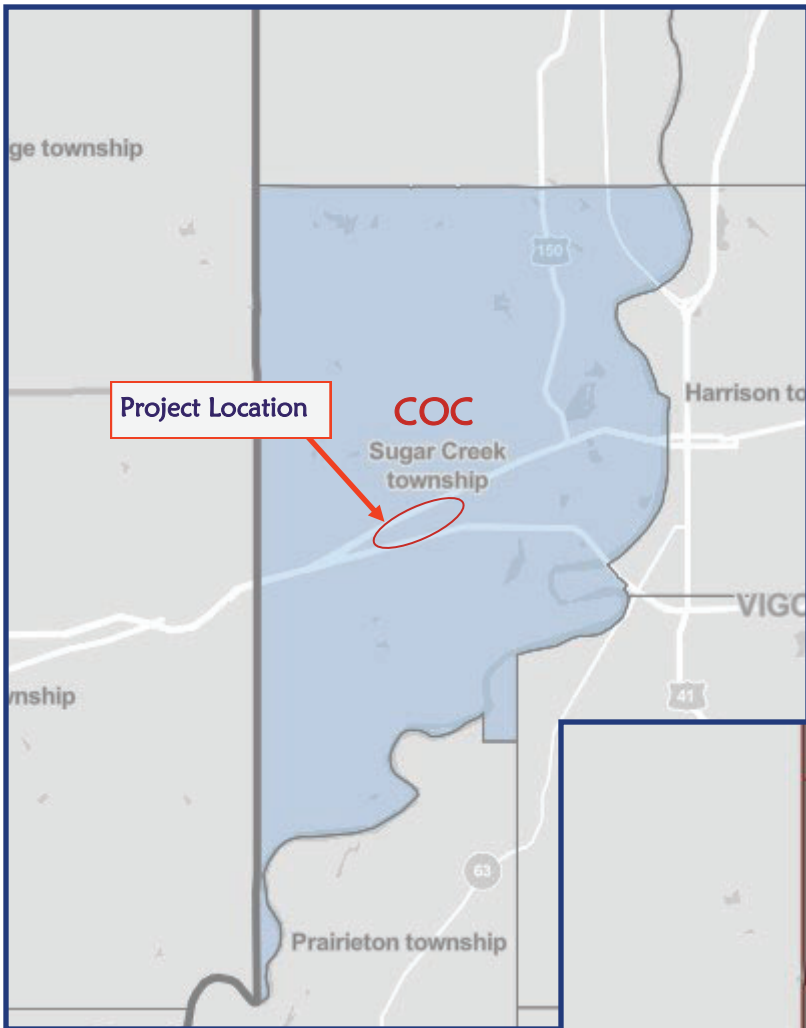 ge township
150
Project Location
COC
Harrison to
Sugar Creek
township
VIGO
wnship
41
63
Prairieton township